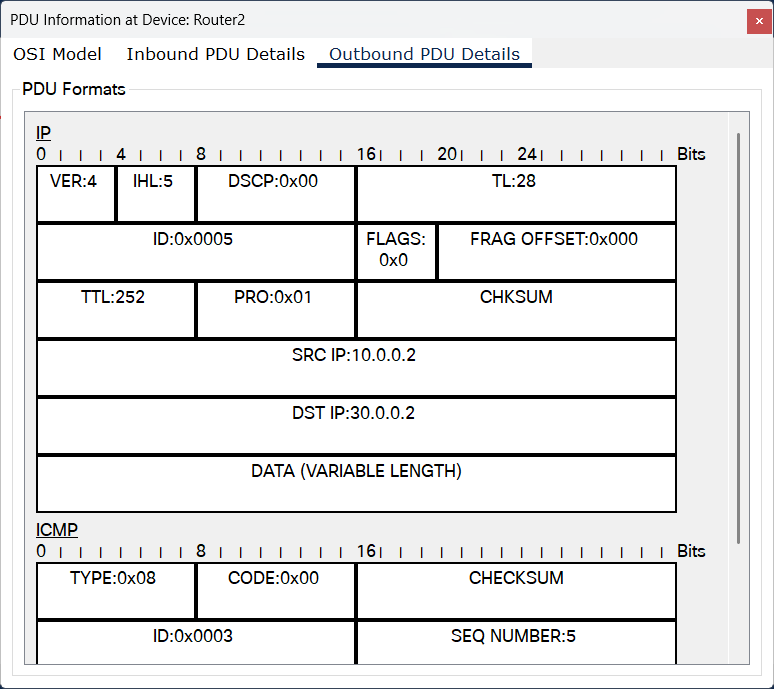 PDU Information at Device: Router2
OSI Model Inbound PDU Details Outbound PDU Details
PDU Formats
IP
0 4 8 16 20 24 Bits
VER:4 IHL:5 DSCP:0x00 TL:28
ID:0x0005 FLAGS: FRAG OFFSET:0x000
0x0
TTL:252 PRO:0x01 CHKSUM
SRC IP:10.0.0.2
DST IP:30.0.0.2
DATA (VARIABLE LENGTH)
ICMP
0 8 16 Bits
TYPE:0x08 CODE:0x00 CHECKSUM
ID:0x0003 SEQ NUMBER:5